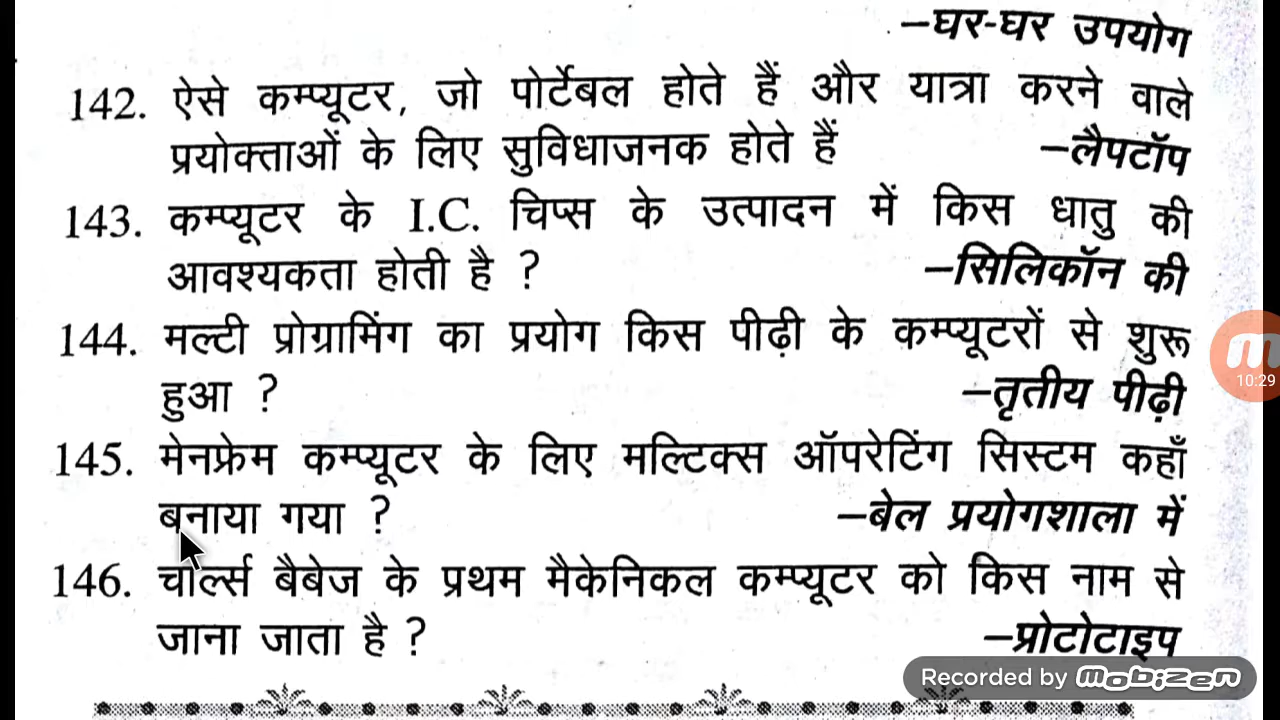 –घर-घर उपयोग
142. ऐसे कम्प्यूटर, जो पोर्टेबल होते हैं और यात्रा करने वाले
प्रयोक्ताओं के लिए सुविधाजनक होते हैं –लैपटॉप
143. कम्प्यूटर के I.C. चिप्स के उत्पादन में किस धातु की
आवश्यकता होती है ? –सिलिकॉन की
144. मल्टी प्रोग्रामिंग का प्रयोग किस पीढ़ी के कम्प्यूटरों से शुरू
हुआ ? –तृतीय पीढ़ी
145. मेनफ्रेम कम्प्यूटर के लिए मल्टिक्स ऑपरेटिंग सिस्टम कहाँ
बनाया गया ? –बेल प्रयोगशाला में
146. चार्ल्स बैबेज के प्रथम मैकेनिकल कम्प्यूटर को किस नाम से
जाना जाता है ? –प्रोटोटाइप
10:29
Recorded by mobizen